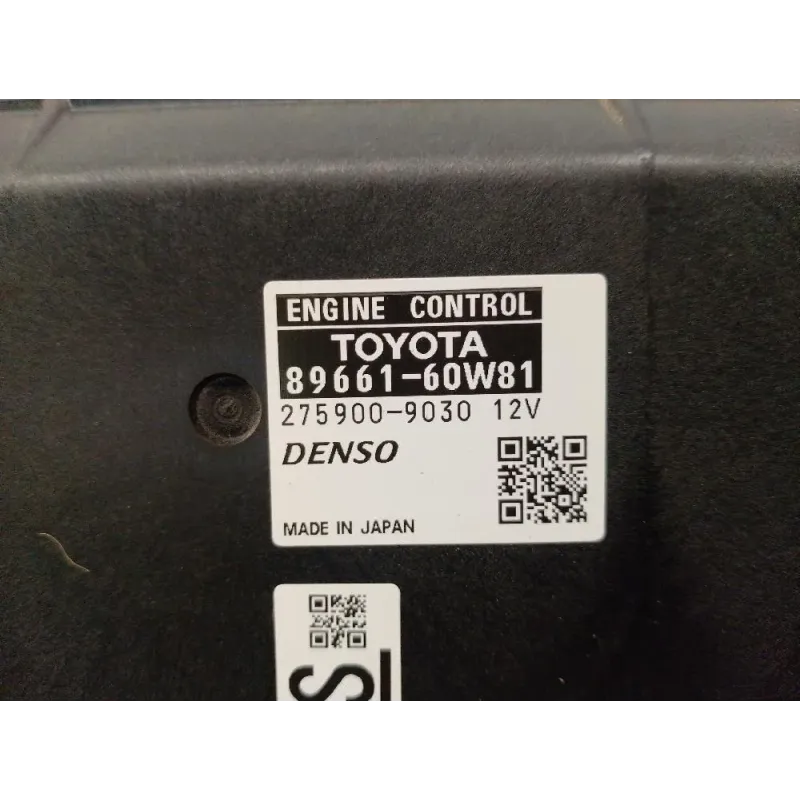 ENGINE CONTROL
TOYOTA
89661-60W81
275900-9030 12V
DENSO
MADE IN JAPAN
S